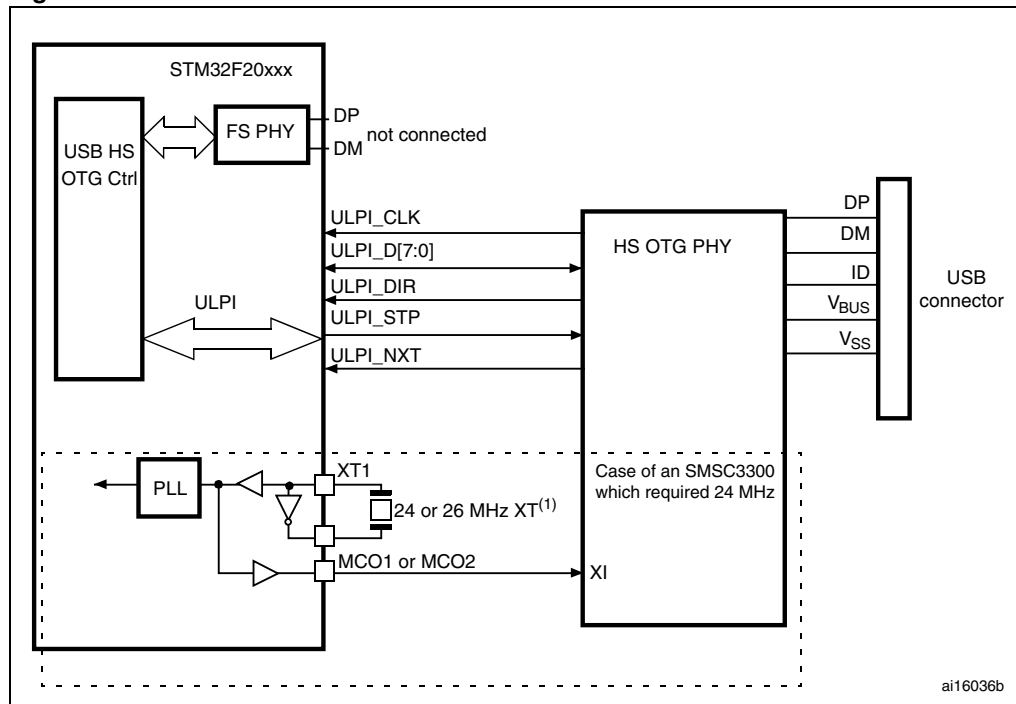 STM32F20xxx
USB HS
OTG Ctrl
FS PHY
DP
DM
not connected
ULPI
ULPI_CLK
ULPI_D[7:0]
ULPI_DIR
ULPI_STP
ULPI_NXT
HS OTG PHY
DP
DM
ID
VBUS
VSS
USB
connector
PLL
XT1
24 or 26 MHz XT(1)
MCO1 or MCO2
XI
Case of an SMSC3300
which required 24 MHz
ai16036b